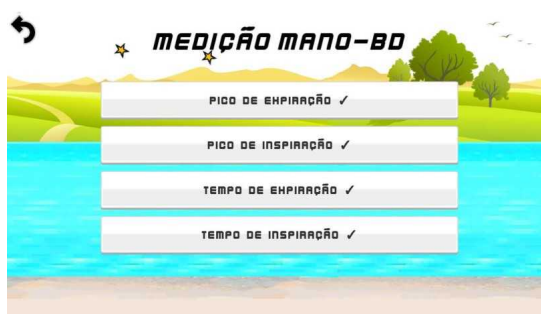 MEDIÇÃO MANO-BD
PICO DE EXPIRAÇÃO ✓
PICO DE INSPIRAÇÃO ✓
TEMPO DE EXPIRAÇÃO ✓
TEMPO DE INSPIRAÇÃO ✓